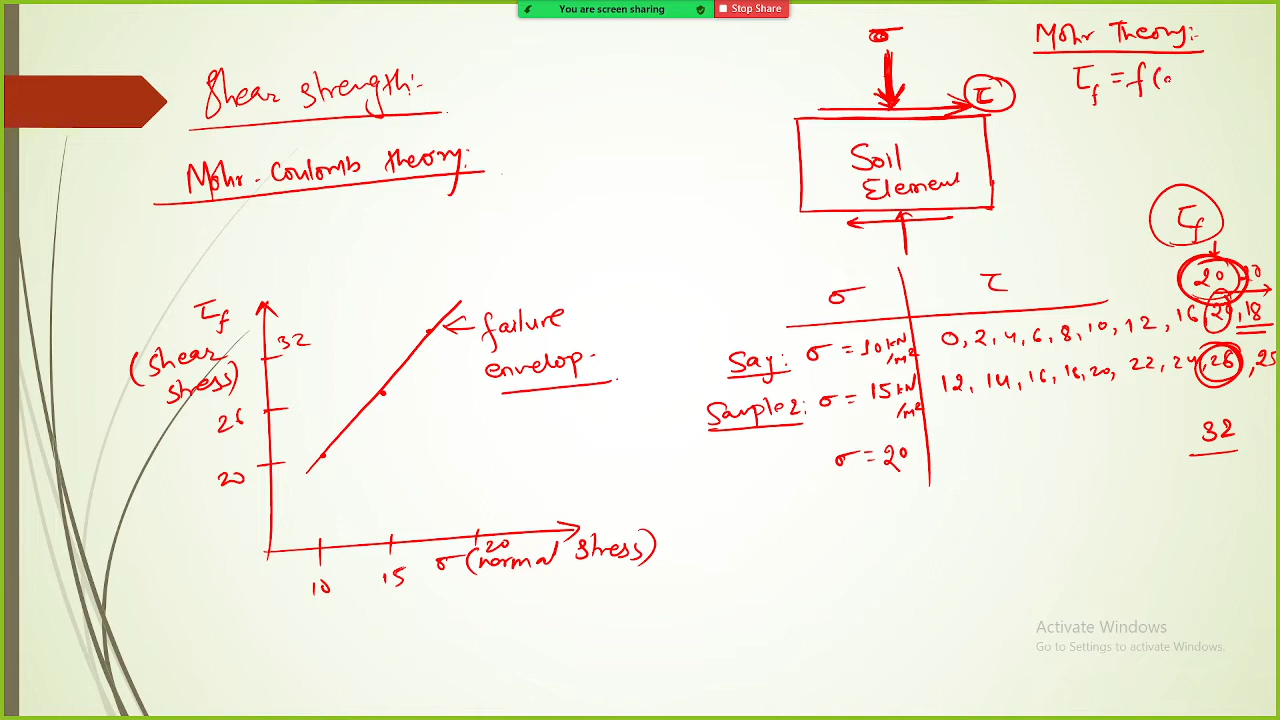 You are screen sharing
Stop Share
Shear strength:-
Mohr-Coulomb theory:
σ
τ
Soil
Element
Mohr Theory:-
τf = f(
τf
20
σ
τ
Say: σ = 10 kN/m²
0, 2, 4, 6, 8, 10, 12, 16 20, 18
Sample 2: σ = 15 kN/m²
12, 14, 16, 18, 20, 22, 24, 26, 25
σ = 20
32
τf
(shear
stress)
32
26
20
← failure
envelop-
10
15
20
σ (normal stress)
Activate Windows
Go to Settings to activate Windows.